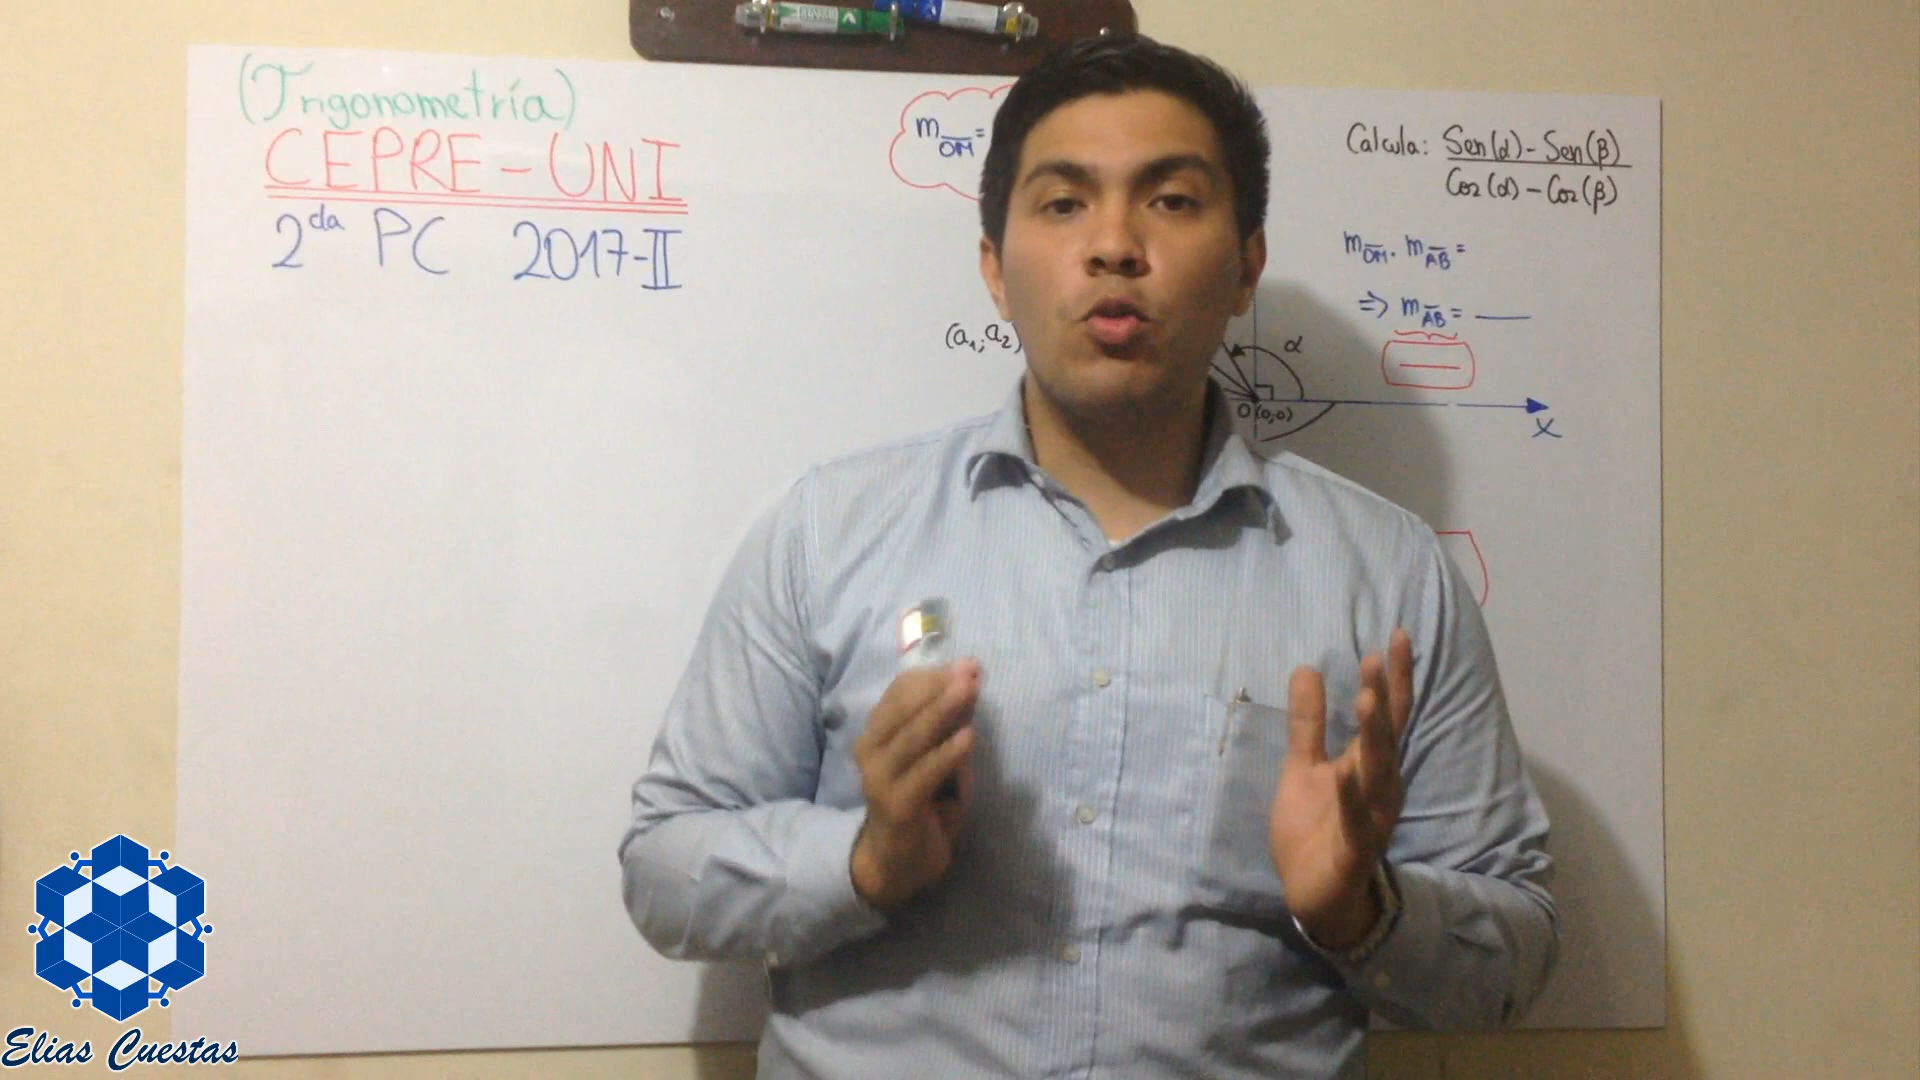 (Trigonometría)
CEPRE-UNI
2da PC 2017-II
m OM =
(a1; a2)
Calcula: Sen(α) - Sen(β)
Cos(α) - Cos(β)
m OM . m AB =
=> m AB =
α
O (0;0)
X
Elias Cuestas